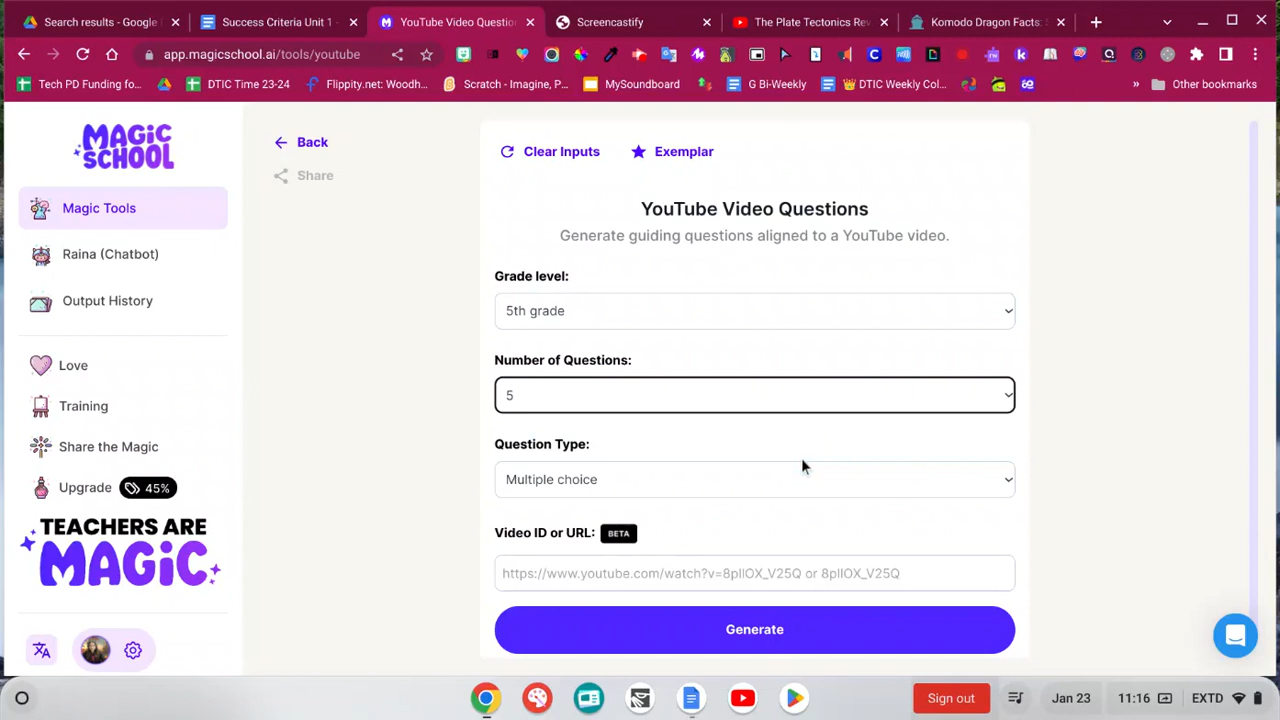 Search results - Google
Success Criteria Unit 1 -
YouTube Video Questio
Screencastify
The Plate Tectonics Rev
Komodo Dragon Facts:
app.magicschool.ai/tools/youtube
Tech PD Funding fo...
DTIC Time 23-24
Flippity.net: Woodh...
Scratch - Imagine, P...
MySoundboard
G Bi-Weekly
DTIC Weekly Col...
»
Other bookmarks
MAGIC SCHOOL
Back
Share
Clear Inputs
Exemplar
Magic Tools
Raina (Chatbot)
Output History
Love
Training
Share the Magic
Upgrade 45%
TEACHERS ARE
MAGIC
YouTube Video Questions
Generate guiding questions aligned to a YouTube video.
Grade level:
5th grade
Number of Questions:
5
Question Type:
Multiple choice
Video ID or URL: BETA
https://www.youtube.com/watch?v=8pIlOX_V25Q or 8pIlOX_V25Q
Generate
Sign out
Jan 23
11:16
EXTD